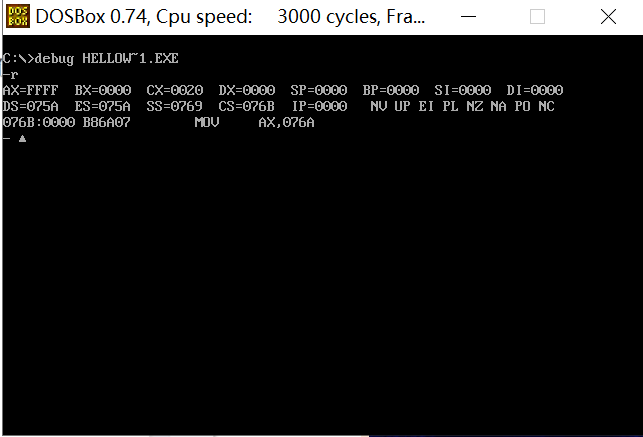 DOS BOX DOSBox 0.74, Cpu speed: 3000 cycles, Fra...
C:\>debug HELLOW~1.EXE
-r
AX=FFFF BX=0000 CX=0020 DX=0000 SP=0000 BP=0000 SI=0000 DI=0000
DS=075A ES=075A SS=0769 CS=076B IP=0000 NV UP EI PL NZ NA PO NC
076B:0000 B86A07 MOV AX,076A
- ▲